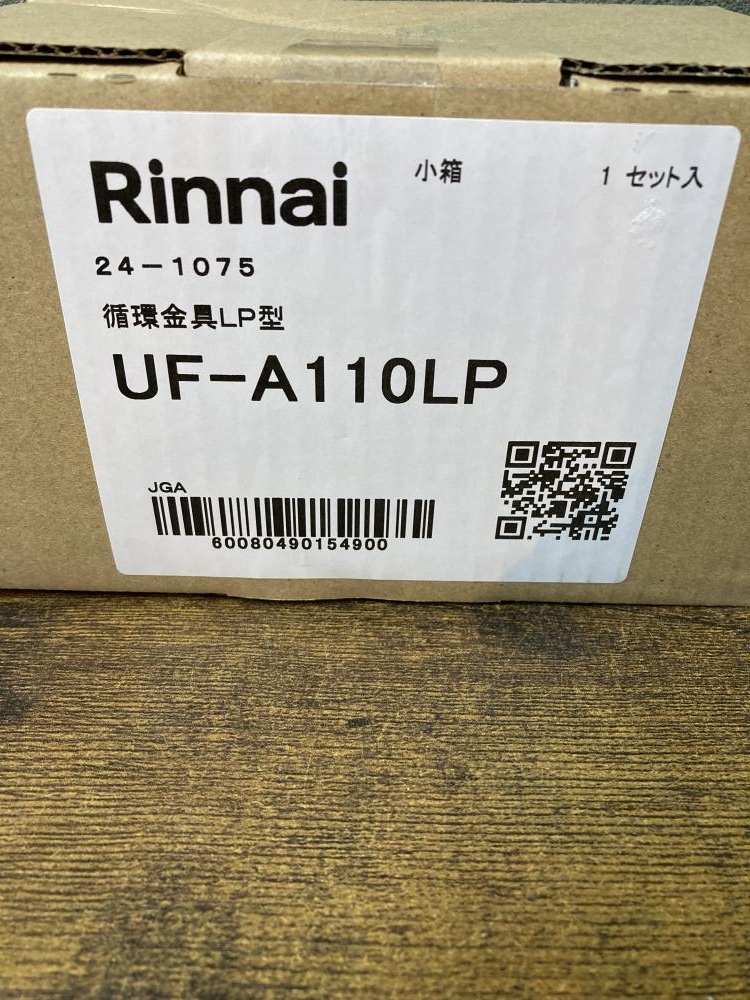 Rinnai
小箱
1 セット入
24-1075
循環金具LP型
UF-A110LP
JGA
60080490154900